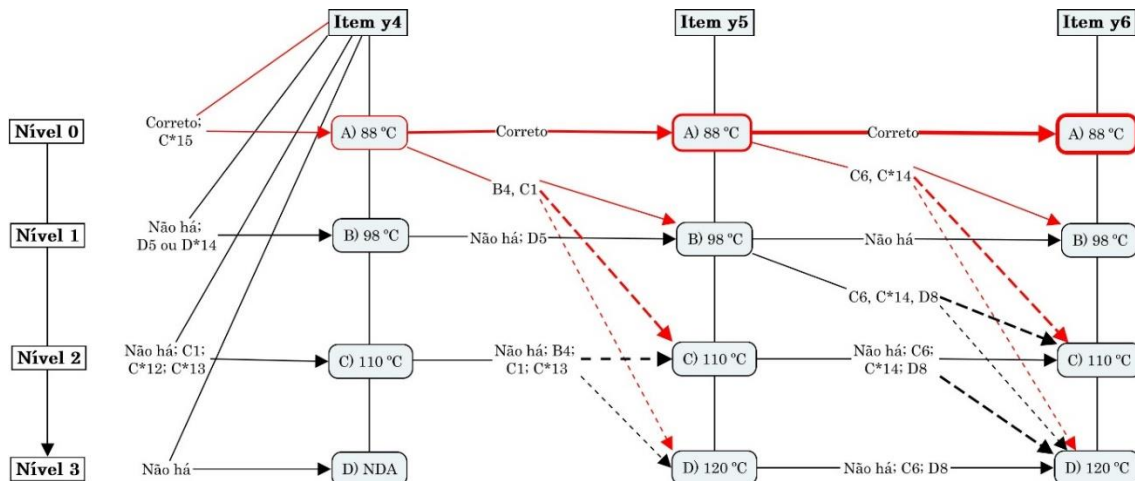 Item y4
Item y5
Item y6
Nível 0
Correto;
C*15
A) 88 ºC
Correto
A) 88 ºC
Correto
A) 88 ºC
B4, C1
C6, C*14
Nível 1
Não há;
D5 ou D*14
B) 98 ºC
Não há; D5
B) 98 ºC
Não há
B) 98 ºC
C6, C*14, D8
Nível 2
Não há; C1;
C*12; C*13
C) 110 ºC
Não há; B4;
C1; C*13
C) 110 ºC
Não há; C6;
C*14; D8
C) 110 ºC
Nível 3
Não há
D) NDA
D) 120 ºC
Não há; C6; D8
D) 120 ºC